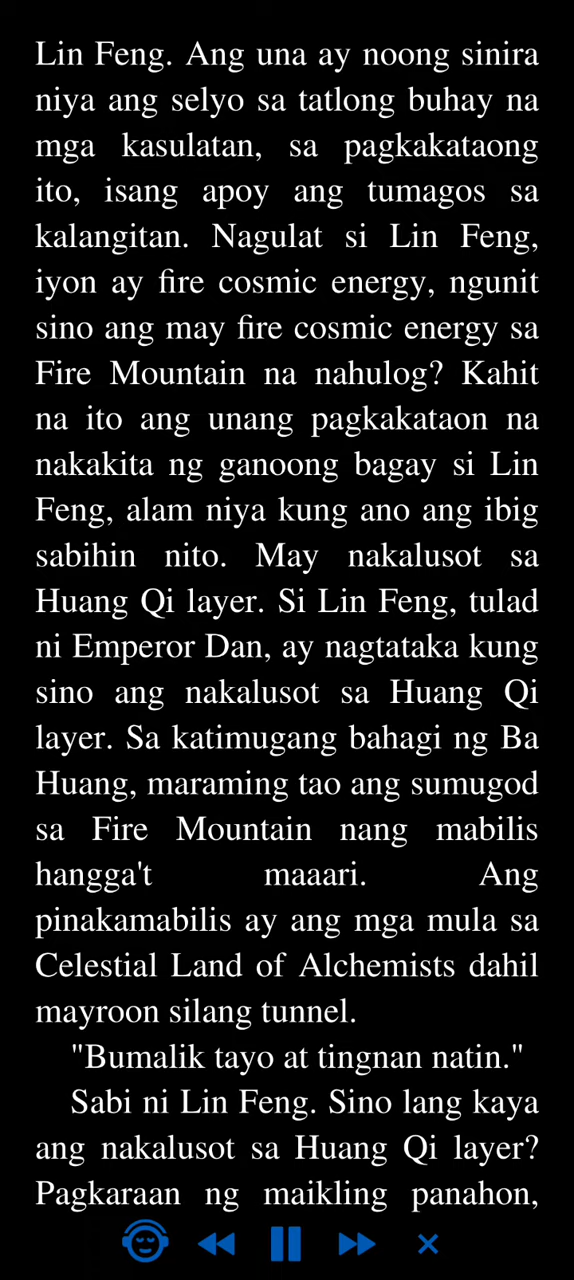 Lin Feng. Ang una ay noong sinira
niya ang selyo sa tatlong buhay na
mga kasulatan, sa pagkakataong
ito, isang apoy ang tumagos sa
kalangitan. Nagulat si Lin Feng,
iyon ay fire cosmic energy, ngunit
sino ang may fire cosmic energy sa
Fire Mountain na nahulog? Kahit
na ito ang unang pagkakataon na
nakakita ng ganoong bagay si Lin
Feng, alam niya kung ano ang ibig
sabihin nito. May nakalusot sa
Huang Qi layer. Si Lin Feng, tulad
ni Emperor Dan, ay nagtataka kung
sino ang nakalusot sa Huang Qi
layer. Sa katimugang bahagi ng Ba
Huang, maraming tao ang sumugod
sa Fire Mountain nang mabilis
hangga't maaari. Ang
pinakamabilis ay ang mga mula sa
Celestial Land of Alchemists dahil
mayroon silang tunnel.
"Bumalik tayo at tingnan natin."
Sabi ni Lin Feng. Sino lang kaya
ang nakalusot sa Huang Qi layer?
Pagkaraan ng maikling panahon,